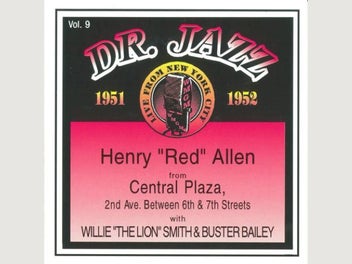 Vol. 9
DR. JAZZ
1951
1952
LIVE FROM NEW YORK CITY
Henry "Red" Allen
from
Central Plaza,
2nd Ave. Between 6th & 7th Streets
with
WILLIE "THE LION" SMITH & BUSTER BAILEY